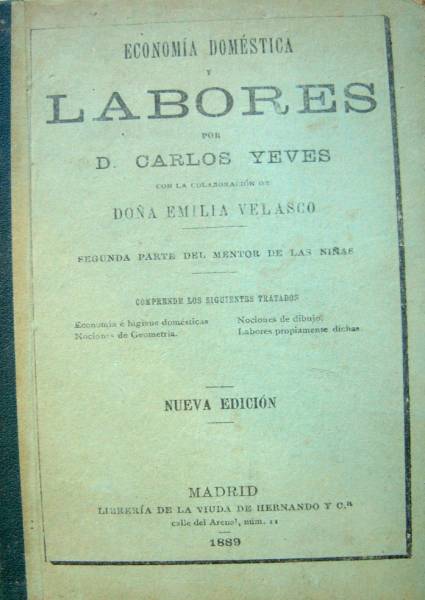 ECONOMÍA DOMÉSTICA
Y
LABORES
POR
D. CARLOS YEVES
CON LA COLABORACIÓN DE
DOÑA EMILIA VELASCO
SEGUNDA PARTE DEL MENTOR DE LAS NIÑAS
COMPRENDE LOS SIGUIENTES TRATADOS
Economía é higiene domésticas
Nociones de Geometría.
Nociones de dibujo.
Labores propiamente dichas
NUEVA EDICIÓN
MADRID
LIBRERÍA DE LA VIUDA DE HERNANDO Y C.ª
calle del Arenal, núm. 11
1889